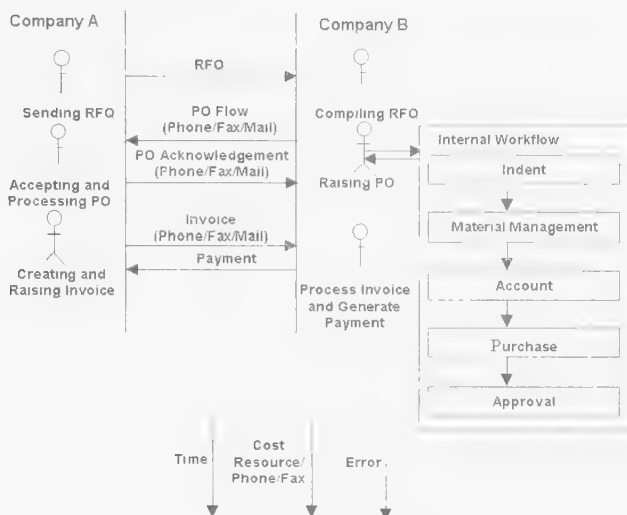 Company A
Company B
RFO
Sending RFQ
PO Flow
(Phone/Fax/Mail)
Compiling RFO
Internal Workflow
PO Acknowledgement
(Phone/Fax/Mail)
Indent
Accepting and
Processing PO
Raising PO
Invoice
(Phone/Fax/Mail)
Material Management
Payment
Creating and
Raising Invoice
Process Invoice
and Generate
Payment
Account
Purchase
Approval
Time
Cost
Resource/
Phone/Fax
Error